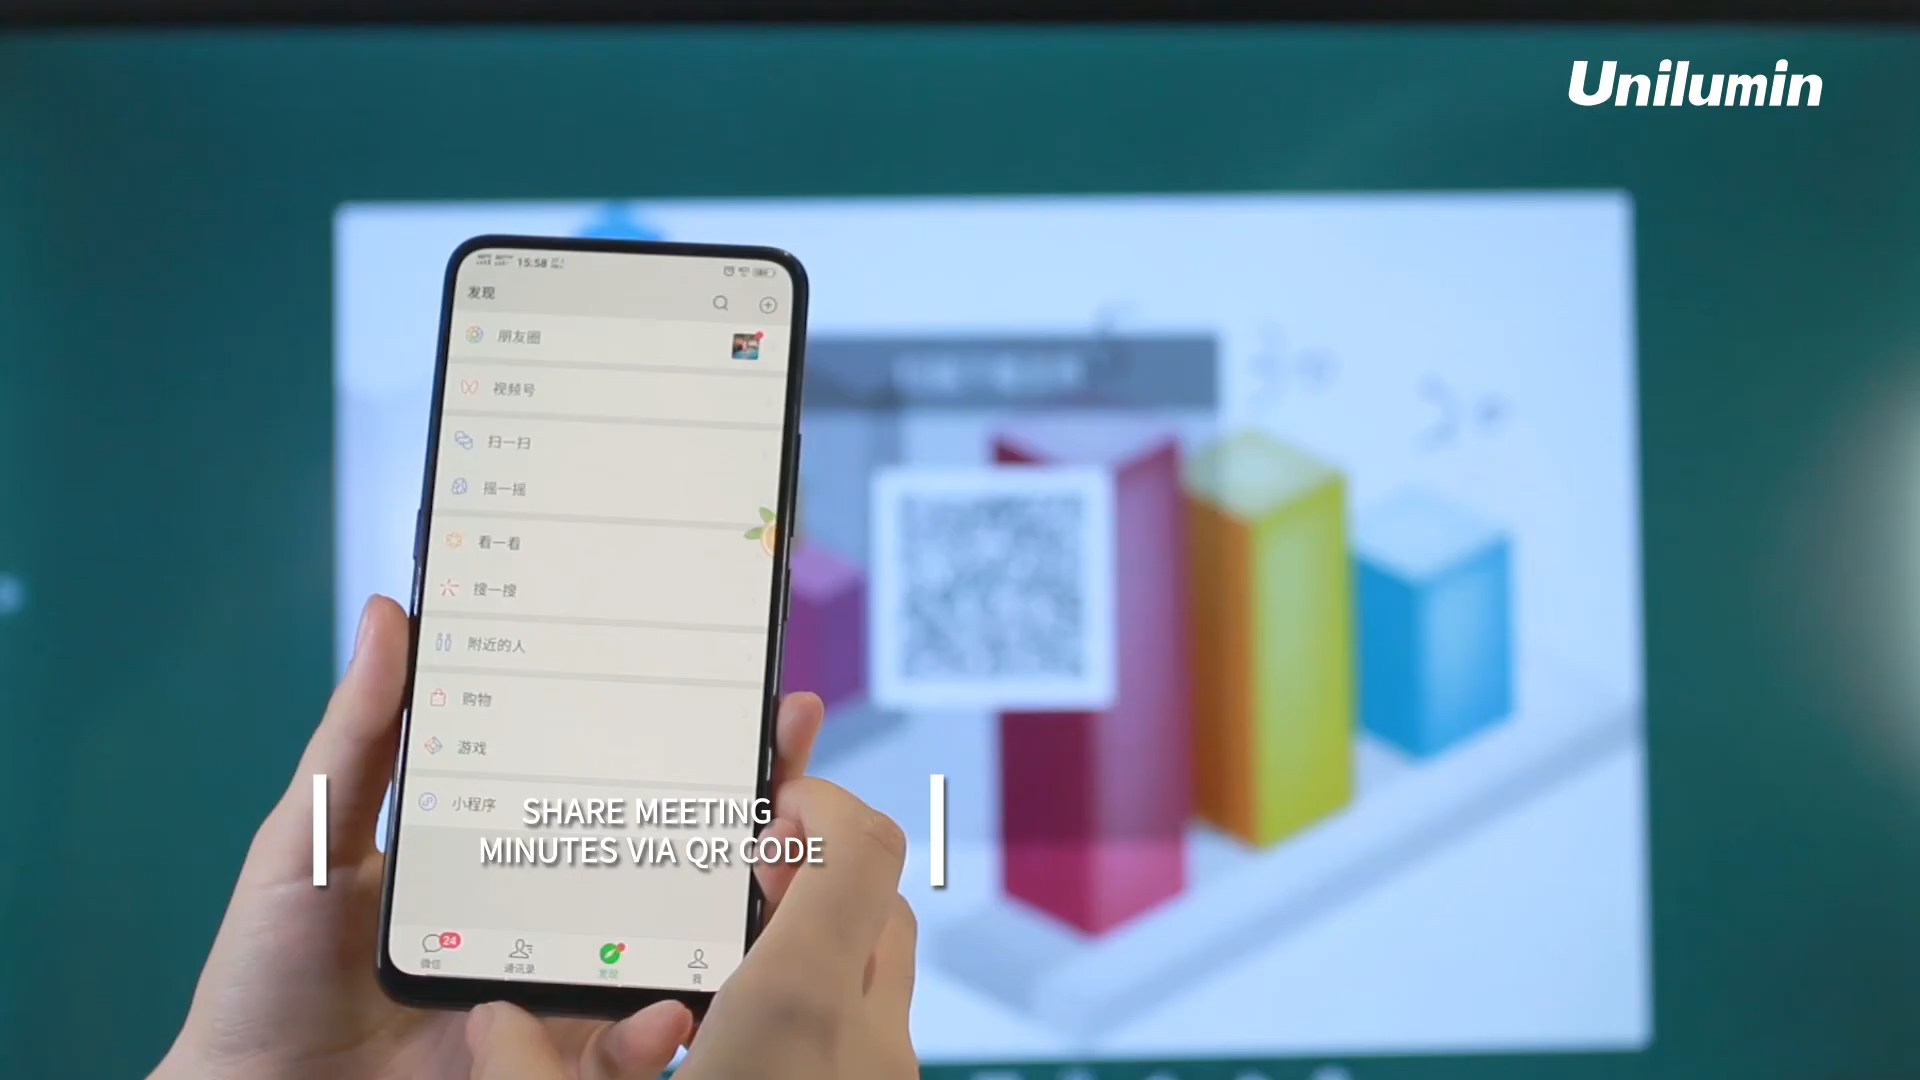 Unilumin
15:58
发现
朋友圈
视频号
扫一扫
摇一摇
看一看
搜一搜
附近的人
购物
游戏
小程序
SHARE MEETING
MINUTES VIA QR CODE
24
微信
通讯录
发现
我